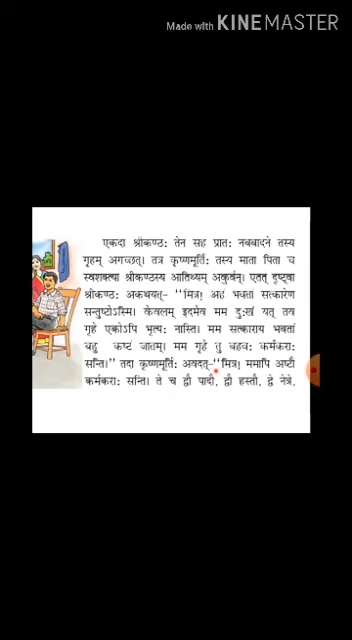 Made with KINEMASTER
एकदा श्रीकण्ठः तेन सह प्रातः नववादने तस्य
गृहम् अगच्छत्। तत्र कृष्णमूर्तिः तस्य माता पिता च
स्वशक्त्या श्रीकण्ठस्य आतिथ्यम् अकुर्वन्। एतत् दृष्ट्वा
श्रीकण्ठः अकथयत्- “मित्र! अहं भवतां सत्कारेण
सन्तुष्टोऽस्मि। केवलम् इदमेव मम दुःखं यत् तव
गृहे एकोऽपि भृत्यः नास्ति। मम सत्काराय भवतां
बहु कष्टं जातम्। मम गृहे तु बहवः कर्मकराः
सन्ति।” तदा कृष्णमूर्तिः अवदत्-“मित्र! ममापि अष्टौ
कर्मकराः सन्ति। ते च द्वौ पादौ, द्वौ हस्तौ, द्वे नेत्रे,